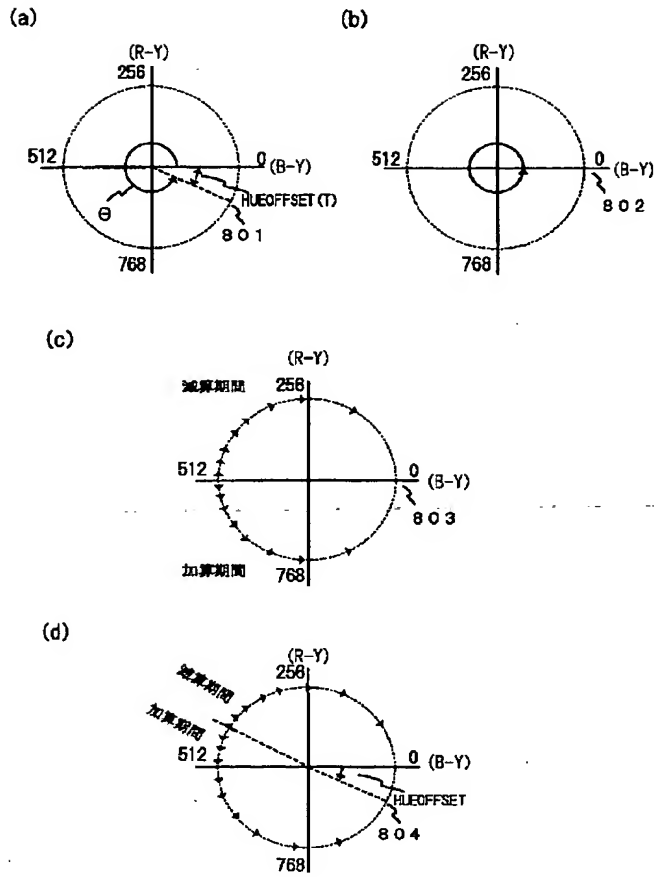 (a)
(R-Y)
256
512
0
(B-Y)
Θ
HUEOFFSET(T)
801
768
(b)
(R-Y)
256
512
0
(B-Y)
802
768
(c)
(R-Y)
減算期間
256
512
0
(B-Y)
803
加算期間
768
(d)
(R-Y)
256
減算期間
加算期間
512
0
(B-Y)
HUEOFFSET
804
768